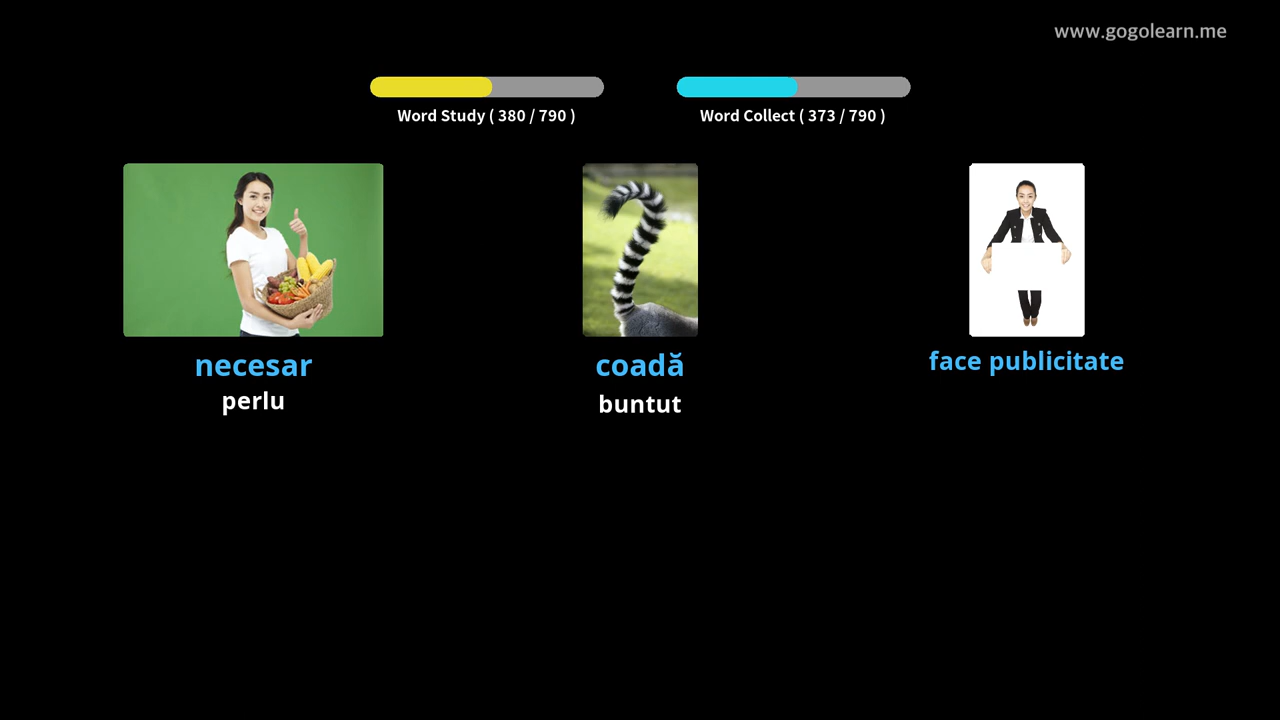 www.gogolearn.me
Word Study ( 380 / 790 )
Word Collect ( 373 / 790 )
necesar
perlu
coadă
buntut
face publicitate